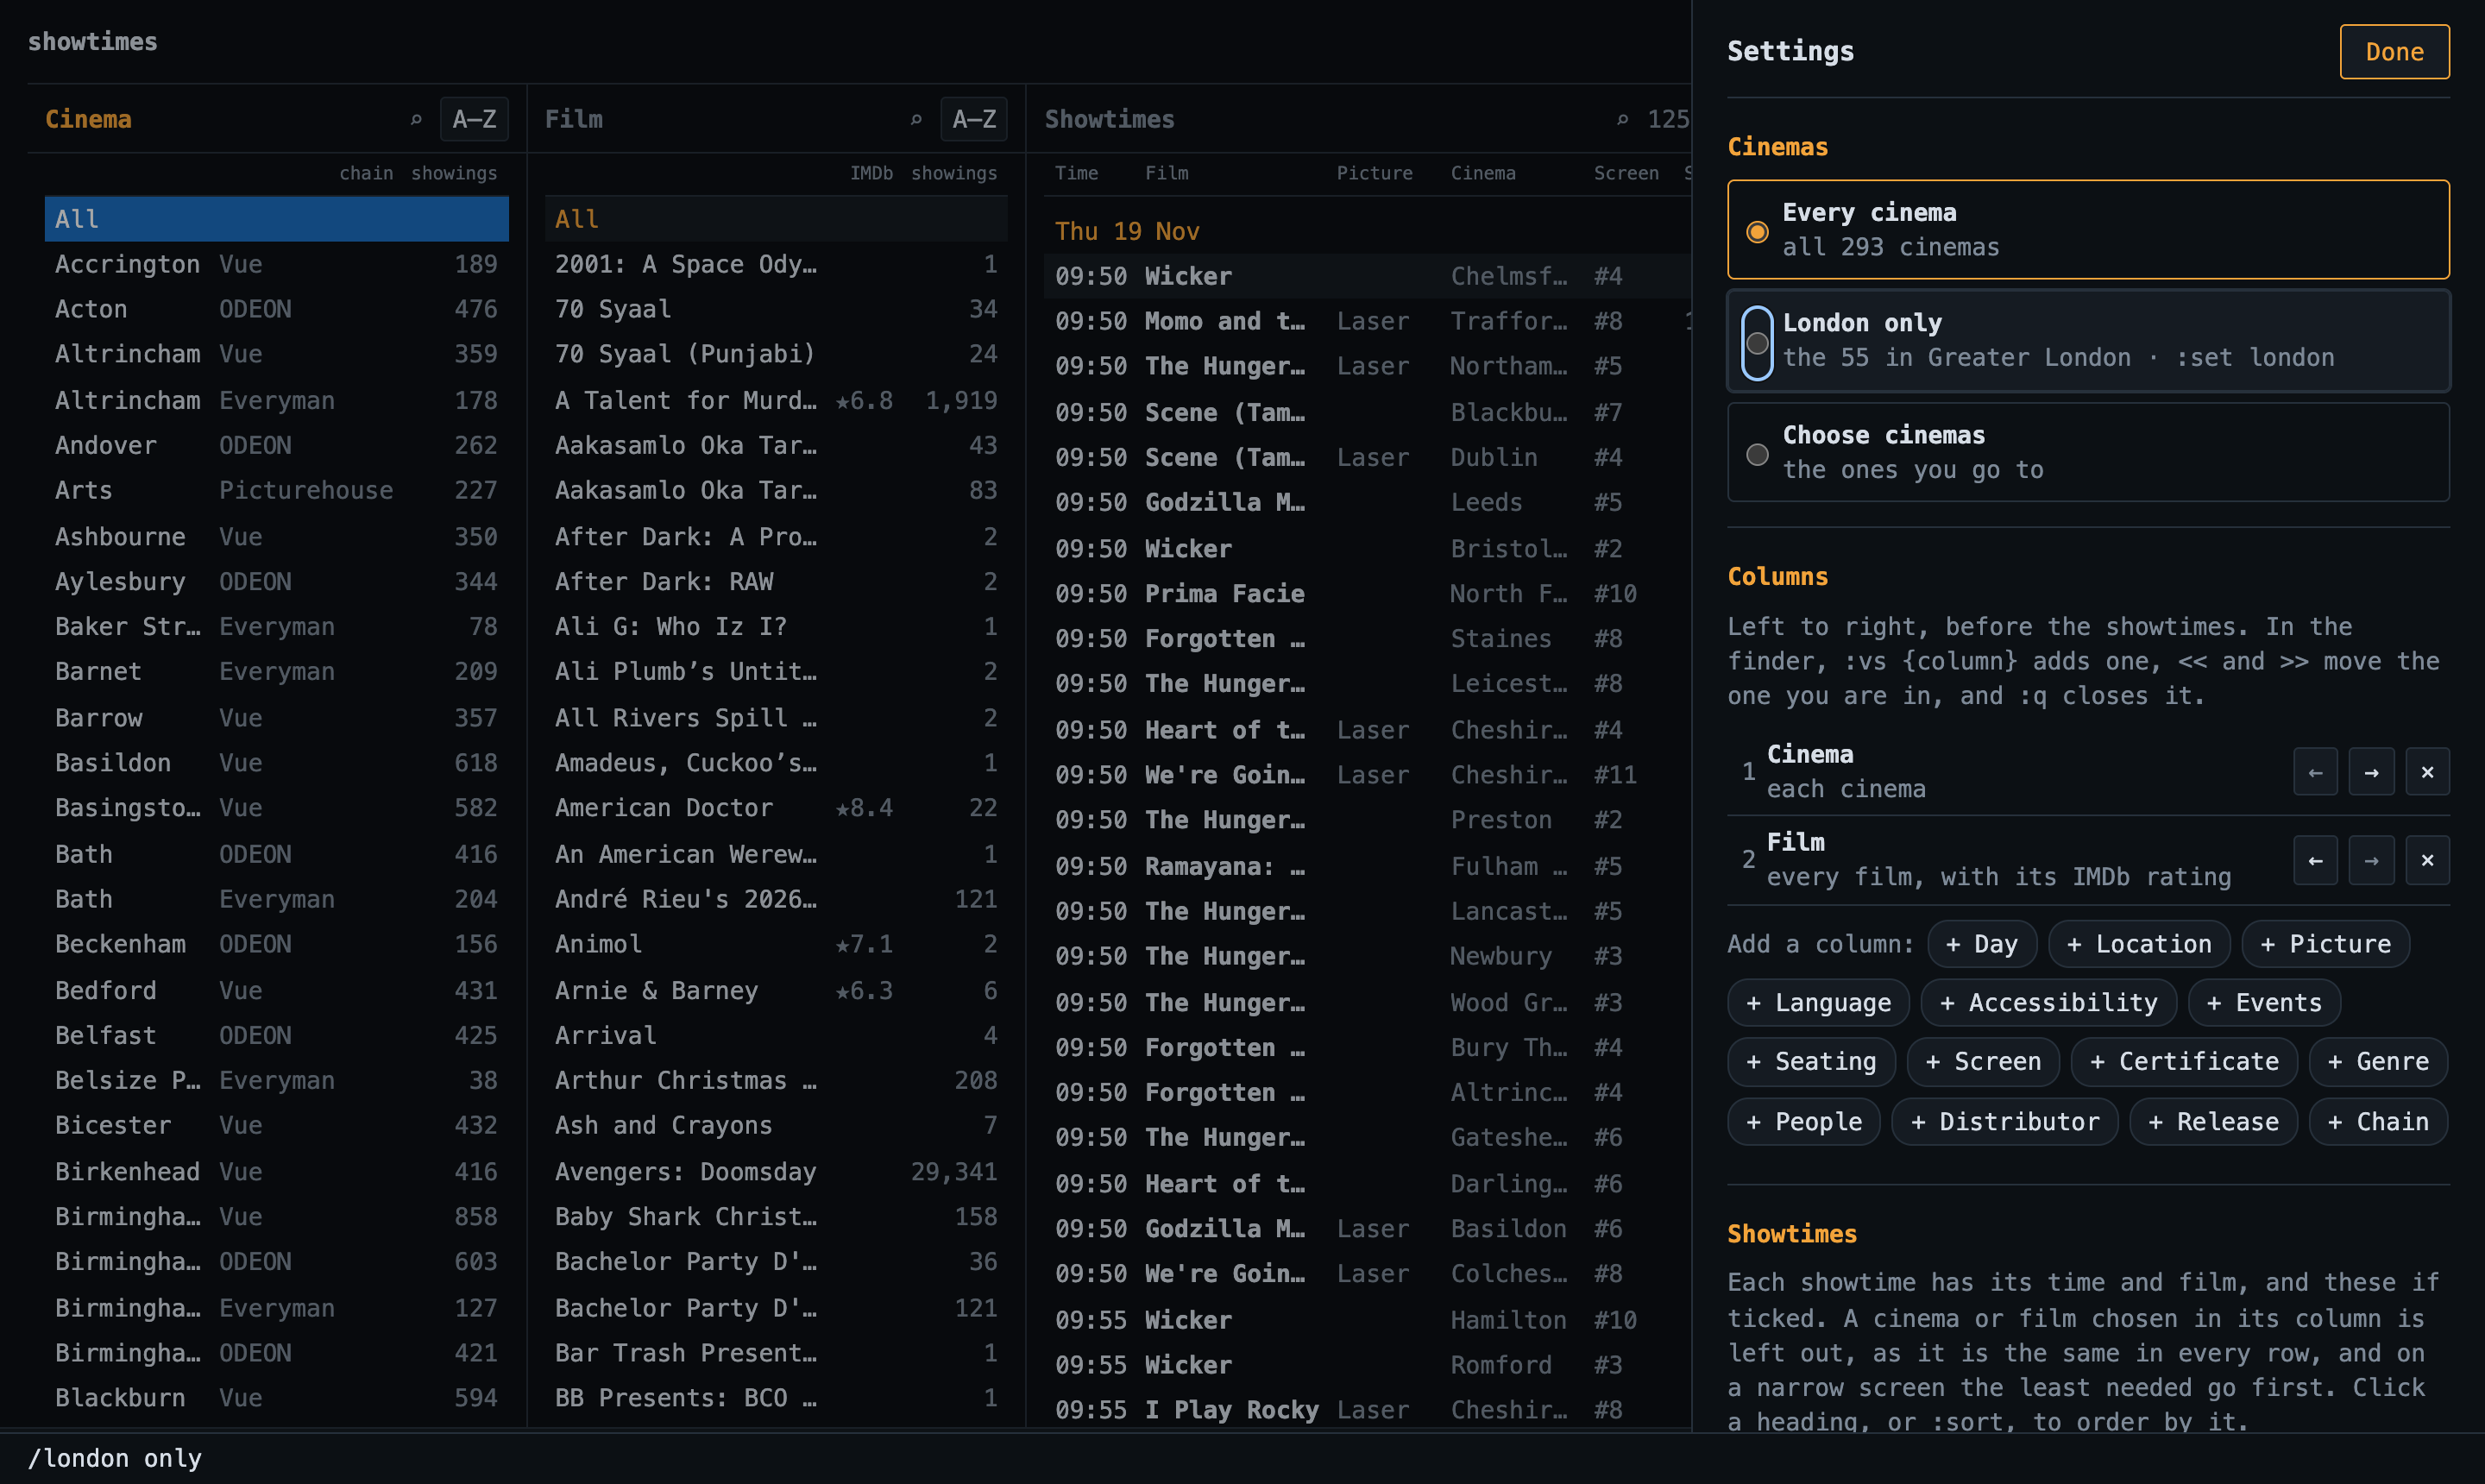 showtimes
Cinema ⌕ A–Z
chain showings
All
Accrington Vue 189
Acton ODEON 476
Altrincham Vue 359
Altrincham Everyman 178
Andover ODEON 262
Arts Picturehouse 227
Ashbourne Vue 350
Aylesbury ODEON 344
Baker Str… Everyman 78
Barnet Everyman 209
Barrow Vue 357
Basildon Vue 618
Basingsto… Vue 582
Bath ODEON 416
Bath Everyman 204
Beckenham ODEON 156
Bedford Vue 431
Belfast ODEON 425
Belsize P… Everyman 38
Bicester Vue 432
Birkenhead Vue 416
Birmingha… Vue 858
Birmingha… ODEON 603
Birmingha… Everyman 127
Birmingha… ODEON 421
Blackburn Vue 594
Film ⌕ A–Z
IMDb showings
All
2001: A Space Ody… 1
70 Syaal 34
70 Syaal (Punjabi) 24
A Talent for Murd… ★6.8 1,919
Aakasamlo Oka Tar… 43
Aakasamlo Oka Tar… 83
After Dark: A Pro… 2
After Dark: RAW 2
Ali G: Who Iz I? 1
Ali Plumb’s Untit… 2
All Rivers Spill … 2
Amadeus, Cuckoo’s… 1
American Doctor ★8.4 22
An American Werew… 1
André Rieu's 2026… 121
Animol ★7.1 2
Arnie & Barney ★6.3 6
Arrival 4
Arthur Christmas … 208
Ash and Crayons 7
Avengers: Doomsday 29,341
Baby Shark Christ… 158
Bachelor Party D'… 36
Bachelor Party D'… 121
Bar Trash Present… 1
BB Presents: BCO … 1
Showtimes ⌕ 125
Time Film Picture Cinema Screen
Thu 19 Nov
09:50 Wicker Chelmsf… #4
09:50 Momo and t… Laser Traffor… #8
09:50 The Hunger… Laser Northam… #5
09:50 Scene (Tam… Blackbu… #7
09:50 Scene (Tam… Laser Dublin #4
09:50 Godzilla M… Leeds #5
09:50 Wicker Bristol… #2
09:50 Prima Facie North F… #10
09:50 Forgotten … Staines #8
09:50 The Hunger… Leicest… #8
09:50 Heart of t… Laser Cheshir… #4
09:50 We're Goin… Laser Cheshir… #11
09:50 The Hunger… Preston #2
09:50 Ramayana: … Fulham … #5
09:50 The Hunger… Lancast… #5
09:50 The Hunger… Newbury #3
09:50 The Hunger… Wood Gr… #3
09:50 Forgotten … Bury Th… #4
09:50 Forgotten … Altrinc… #4
09:50 The Hunger… Gateshe… #6
09:50 Heart of t… Darling… #6
09:50 Godzilla M… Laser Basildon #6
09:50 We're Goin… Laser Colches… #8
09:55 Wicker Hamilton #10
09:55 Wicker Romford #3
09:55 I Play Rocky Laser Cheshir… #8
Settings Done
Cinemas
Every cinema
all 293 cinemas
London only
the 55 in Greater London · :set london
Choose cinemas
the ones you go to
Columns
Left to right, before the showtimes. In the
finder, :vs {column} adds one, << and >> move the
one you are in, and :q closes it.
1 Cinema
each cinema
← → ×
2 Film
every film, with its IMDb rating
← → ×
Add a column: + Day + Location + Picture
+ Language + Accessibility + Events
+ Seating + Screen + Certificate + Genre
+ People + Distributor + Release + Chain
Showtimes
Each showtime has its time and film, and these if
ticked. A cinema or film chosen in its column is
left out, as it is the same in every row, and on
a narrow screen the least needed go first. Click
a heading, or :sort, to order by it.
/london only